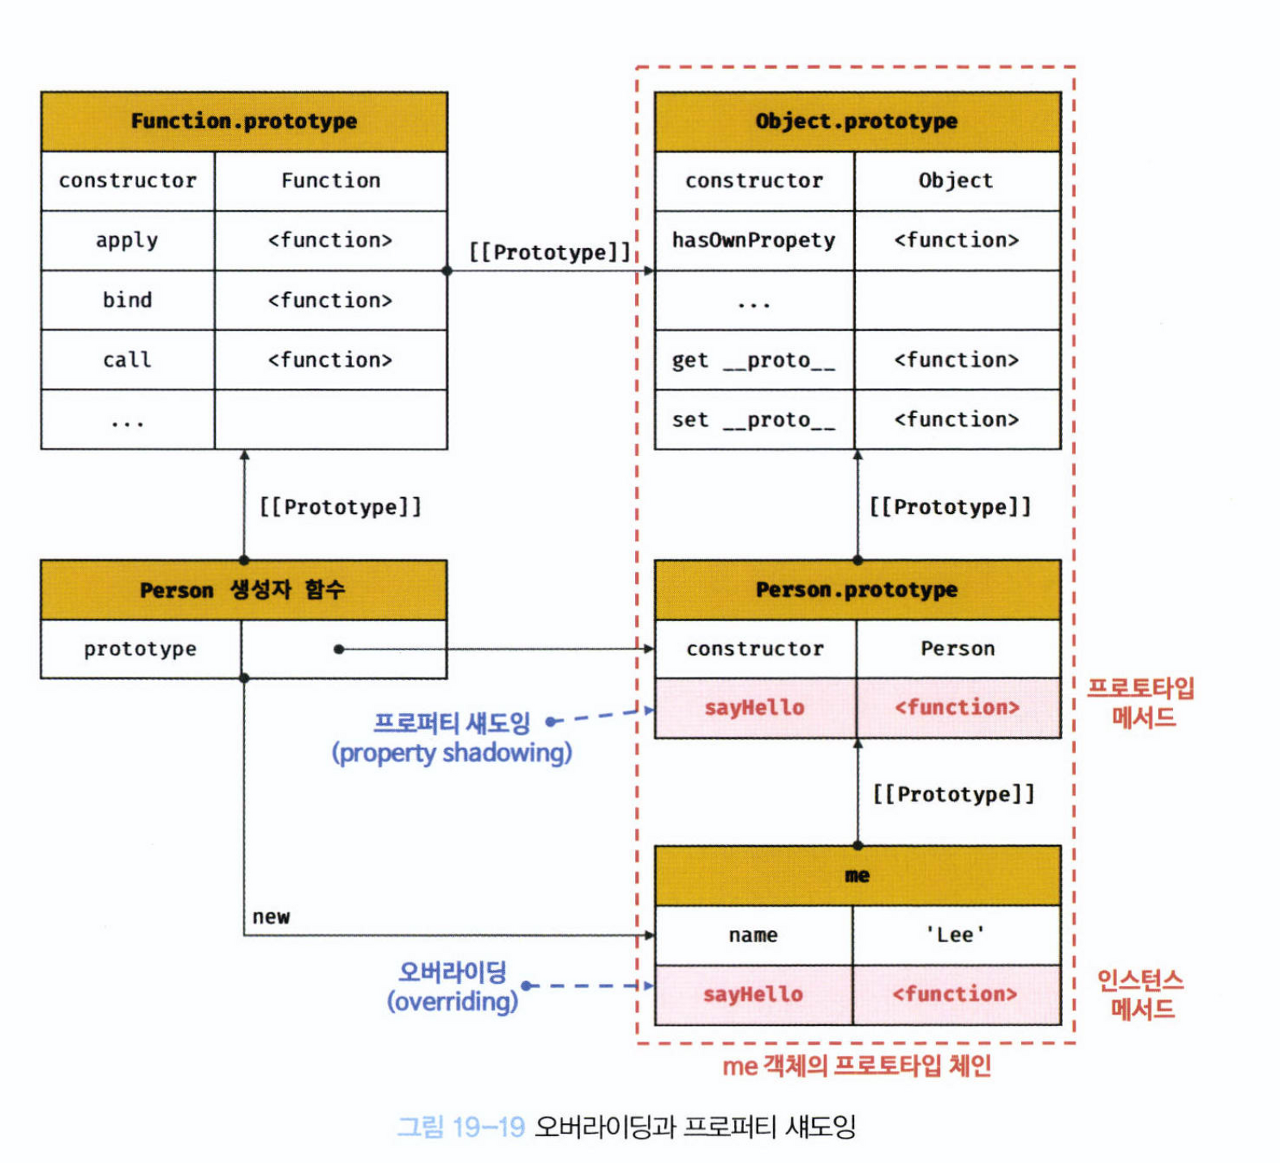 Function.prototype
constructor Function
apply <function>
bind <function>
call <function>
...
[[Prototype]]
Object.prototype
constructor Object
hasOwnPropety <function>
...
get __proto__ <function>
set __proto__ <function>
[[Prototype]]
[[Prototype]]
Person 생성자 함수
prototype
Person.prototype
constructor Person
sayHello <function>
프로토타입
메서드
프로퍼티 섀도잉
(property shadowing)
[[Prototype]]
new
me
name 'Lee'
sayHello <function>
오버라이딩
(overriding)
인스턴스
메서드
me 객체의 프로토타입 체인
그림 19-19 오버라이딩과 프로퍼티 섀도잉